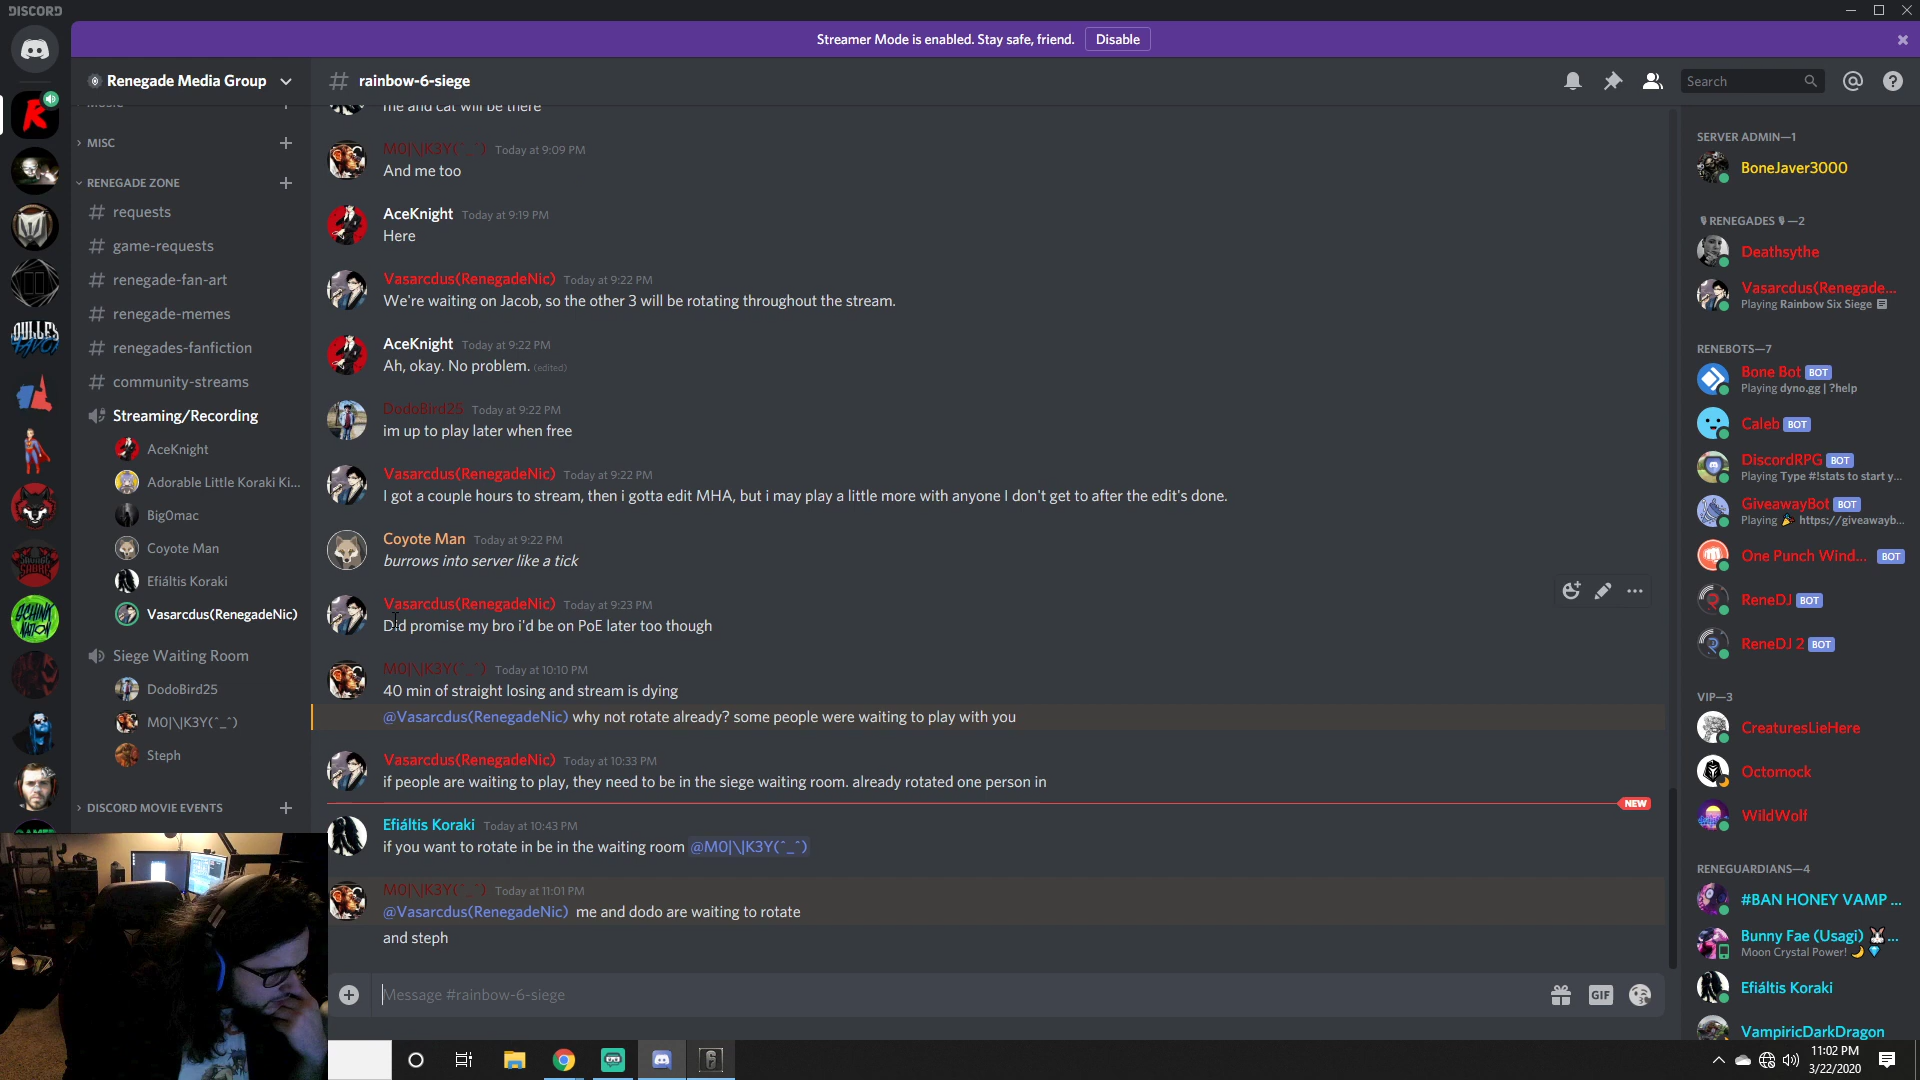 DISCORD
Streamer Mode is enabled. Stay safe, friend. Disable
Renegade Media Group
# rainbow-6-siege
Search
MISC
RENEGADE ZONE
# requests
# game-requests
# renegade-fan-art
# renegade-memes
# renegades-fanfiction
# community-streams
Streaming/Recording
AceKnight
Adorable Little Koraki Ki...
Big0mac
Coyote Man
Efiáltis Koraki
Vasarcdus(RenegadeNic)
Siege Waiting Room
DodoBird25
M0|\|K3Y(^_^)
Steph
DISCORD MOVIE EVENTS
me and cat will be there
M0|\|K3Y(^_^) Today at 9:09 PM
And me too
AceKnight Today at 9:19 PM
Here
Vasarcdus(RenegadeNic) Today at 9:22 PM
We're waiting on Jacob, so the other 3 will be rotating throughout the stream.
AceKnight Today at 9:22 PM
Ah, okay. No problem. (edited)
DodoBird25 Today at 9:22 PM
im up to play later when free
Vasarcdus(RenegadeNic) Today at 9:22 PM
I got a couple hours to stream, then i gotta edit MHA, but i may play a little more with anyone I don't get to after the edit's done.
Coyote Man Today at 9:22 PM
burrows into server like a tick
Vasarcdus(RenegadeNic) Today at 9:23 PM
Did promise my bro i'd be on PoE later too though
M0|\|K3Y(^_^) Today at 10:10 PM
40 min of straight losing and stream is dying
@Vasarcdus(RenegadeNic) why not rotate already? some people were waiting to play with you
Vasarcdus(RenegadeNic) Today at 10:33 PM
if people are waiting to play, they need to be in the siege waiting room. already rotated one person in
NEW
Efiáltis Koraki Today at 10:43 PM
if you want to rotate in be in the waiting room @M0|\|K3Y(^_^)
M0|\|K3Y(^_^) Today at 11:01 PM
@Vasarcdus(RenegadeNic) me and dodo are waiting to rotate
and steph
Message #rainbow-6-siege
GIF
SERVER ADMIN—1
BoneJaver3000
RENEGADES—2
Deathsythe
Vasarcdus(Renegade...
Playing Rainbow Six Siege
RENEBOTS—7
Bone Bot BOT
Playing dyno.gg | ?help
Caleb BOT
DiscordRPG BOT
Playing Type #!stats to start y...
GiveawayBot BOT
Playing 🎉 https://giveawayb...
One Punch Wind... BOT
ReneDJ BOT
ReneDJ 2 BOT
VIP—3
CreaturesLieHere
Octomock
WildWolf
RENEGUARDIANS—4
#BAN HONEY VAMP ...
Bunny Fae (Usagi) 🐰...
Moon Crystal Power! 🌙💎
Efiáltis Koraki
VampiricDarkDragon
11:02 PM
3/22/2020